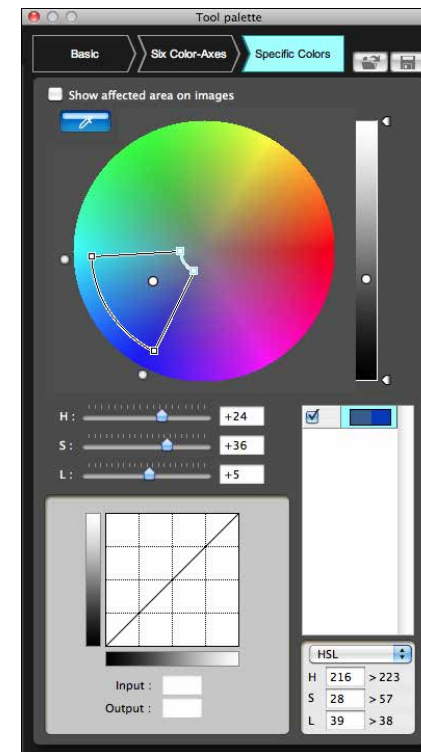 Tool palette
Basic Six Color-Axes Specific Colors
Show affected area on images
H : +24
S : +36
L : +5
Input :
Output :
HSL
H 216 > 223
S 28 > 57
L 39 > 38